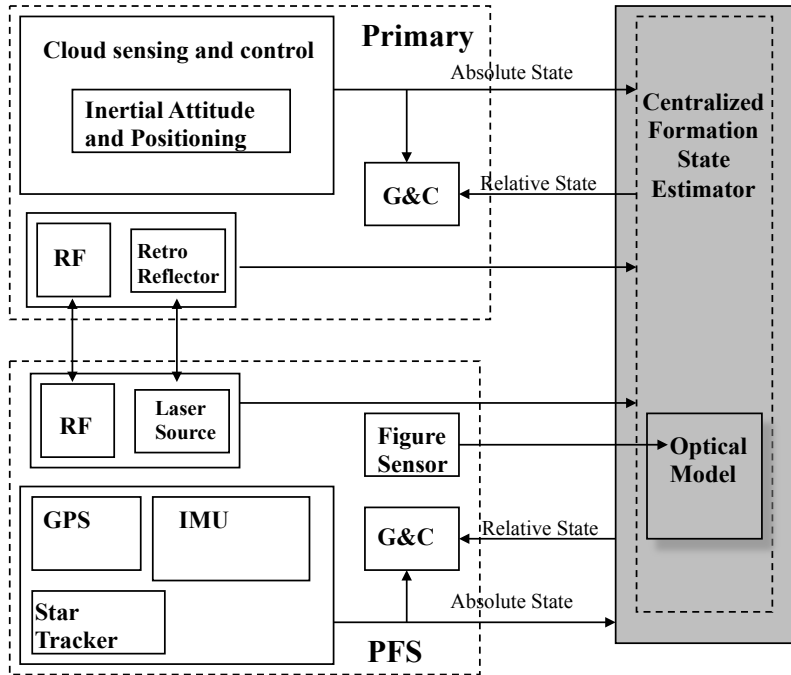 Primary
Cloud sensing and control
Inertial Attitude
and Positioning
Absolute State
G&C
Relative State
RF
Retro
Reflector
Centralized
Formation
State
Estimator
RF
Laser
Source
Figure
Sensor
Optical
Model
GPS
IMU
G&C
Relative State
Star
Tracker
Absolute State
PFS